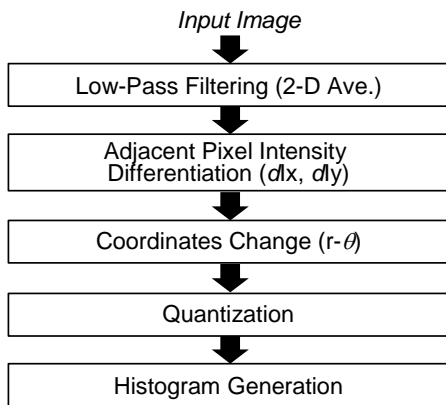 Input Image
Low-Pass Filtering (2-D Ave.)
Adjacent Pixel Intensity
Differentiation (dIx, dIy)
Coordinates Change (r-θ)
Quantization
Histogram Generation